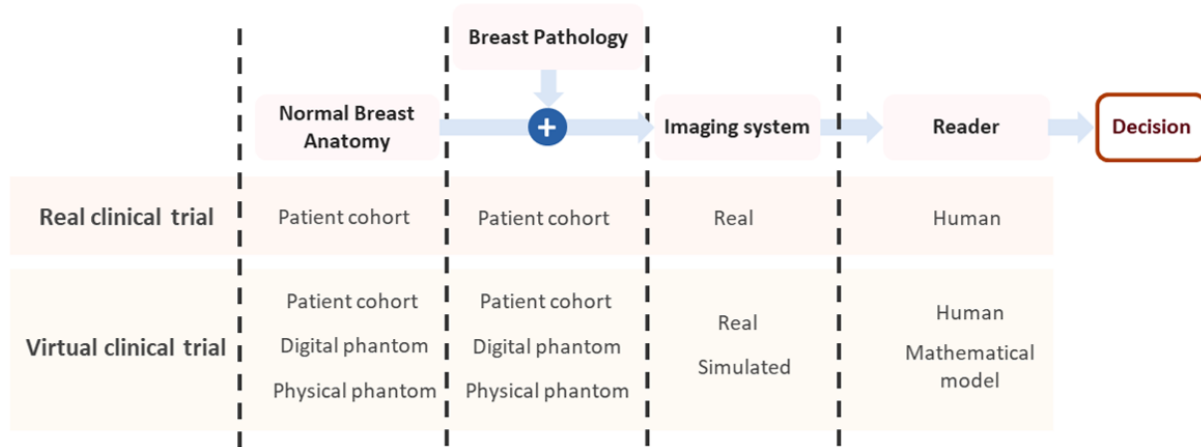 Breast Pathology
Normal Breast
Anatomy
+
Imaging system
Reader
Decision
Real clinical trial
Patient cohort
Patient cohort
Real
Human
Virtual clinical trial
Patient cohort
Digital phantom
Physical phantom
Patient cohort
Digital phantom
Physical phantom
Real
Simulated
Human
Mathematical
model